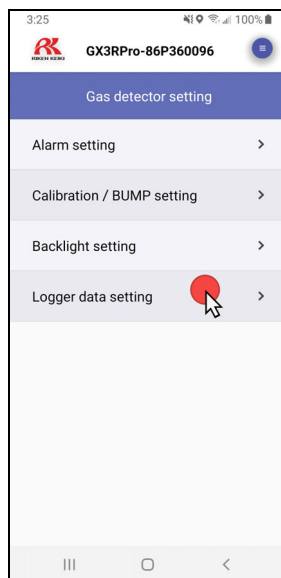 3:25
100%
RIKEN KEIKI
GX3RPro-86P360096
Gas detector setting
Alarm setting
Calibration / BUMP setting
Backlight setting
Logger data setting